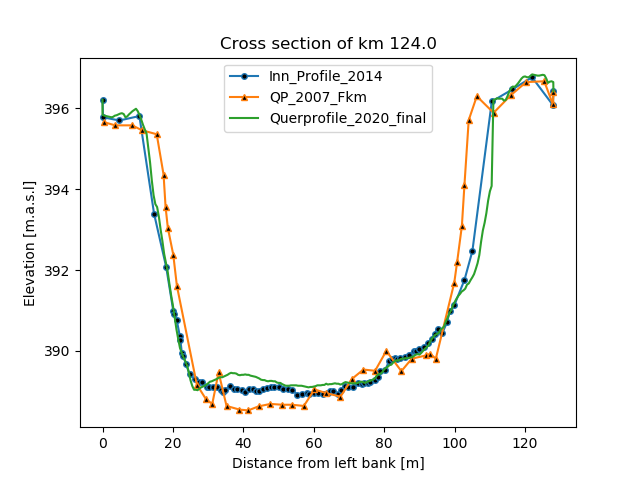 Cross section of km 124.0
Inn_Profile_2014
QP_2007_Fkm
Querprofile_2020_final
Elevation [m.a.s.l]
396
394
392
390
0 20 40 60 80 100 120
Distance from left bank [m]